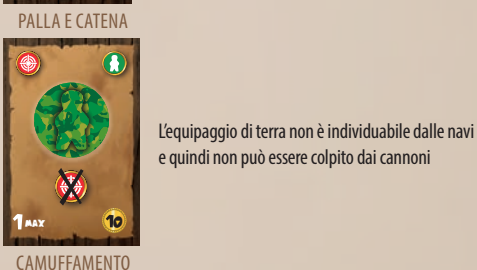 PALLA E CATENA
L'equipaggio di terra non è individuabile dalle navi
e quindi non può essere colpito dai cannoni
1 MAX
10
CAMUFFAMENTO